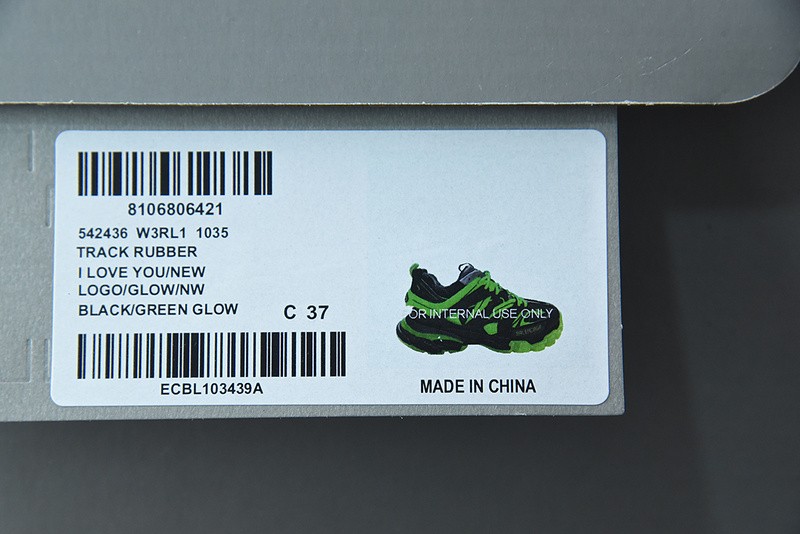 8106806421
542436 W3RL1 1035
TRACK RUBBER
I LOVE YOU/NEW
LOGO/GLOW/NW
BLACK/GREEN GLOW C 37
ECBL103439A
FOR INTERNAL USE ONLY
MADE IN CHINA